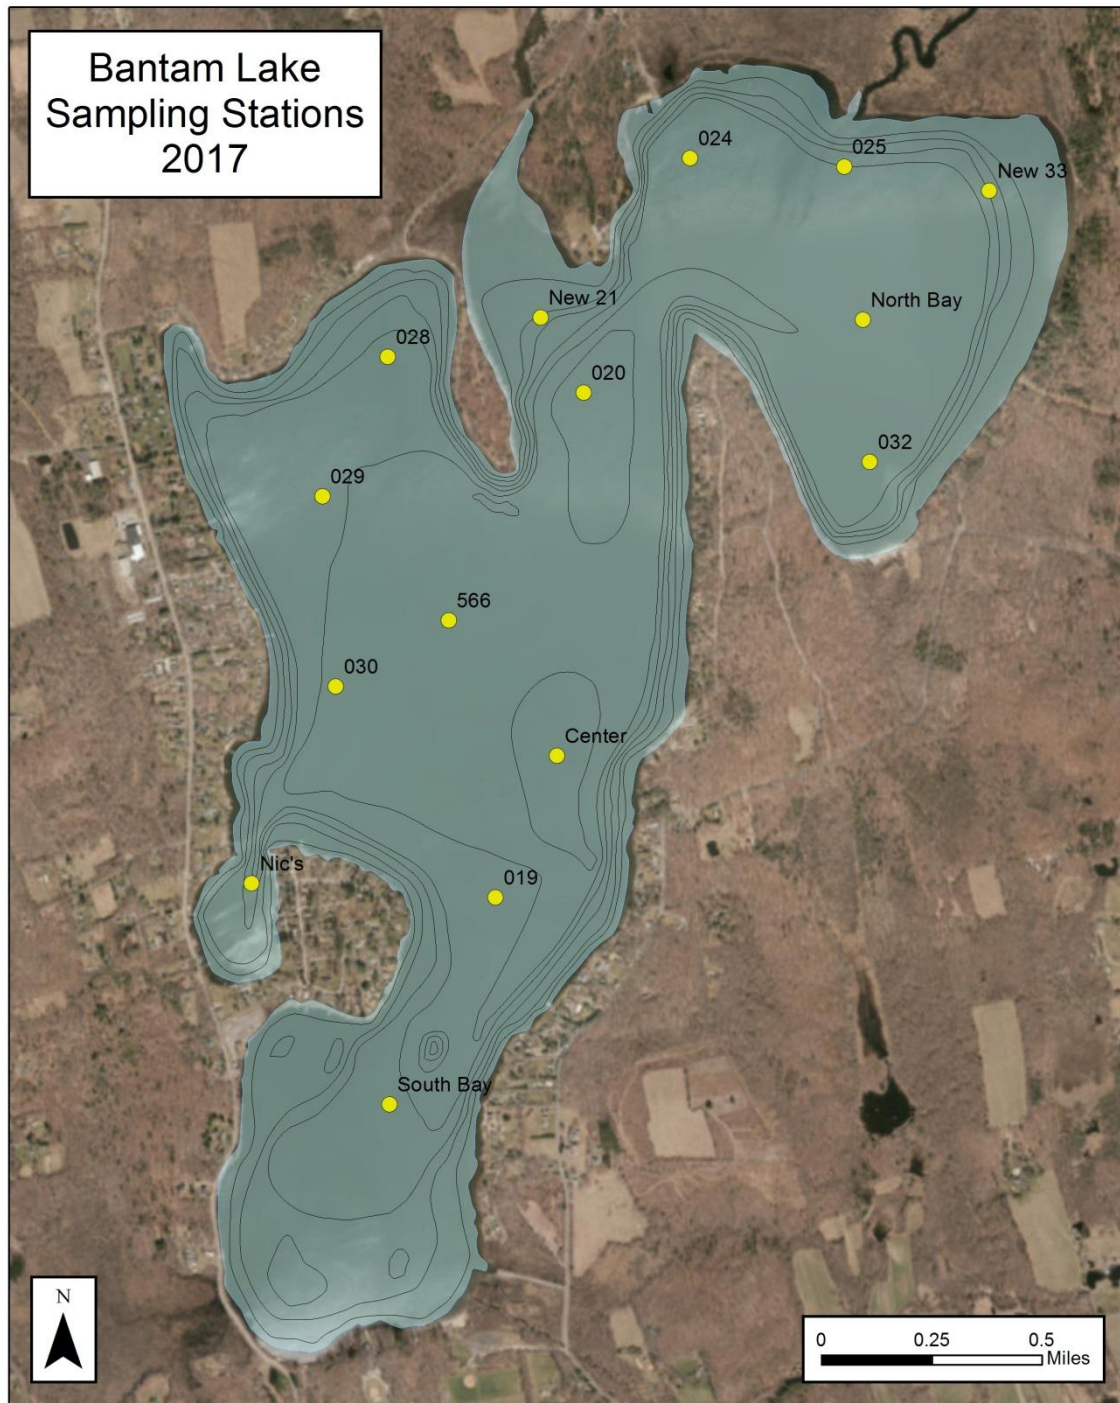 Bantam Lake
Sampling Stations
2017
024
025
New 33
New 21
North Bay
028
020
032
029
566
030
Center
Nic's
019
South Bay
N
0 0.25 0.5
Miles